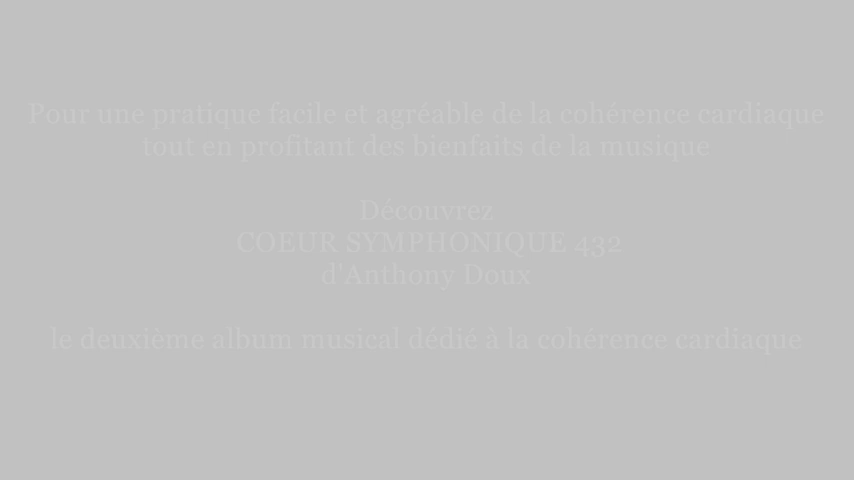 Pour une pratique facile et agréable de la cohérence cardiaque
tout en profitant des bienfaits de la musique
Découvrez
COEUR SYMPHONIQUE 432
d'Anthony Doux
le deuxième album musical dédié à la cohérence cardiaque